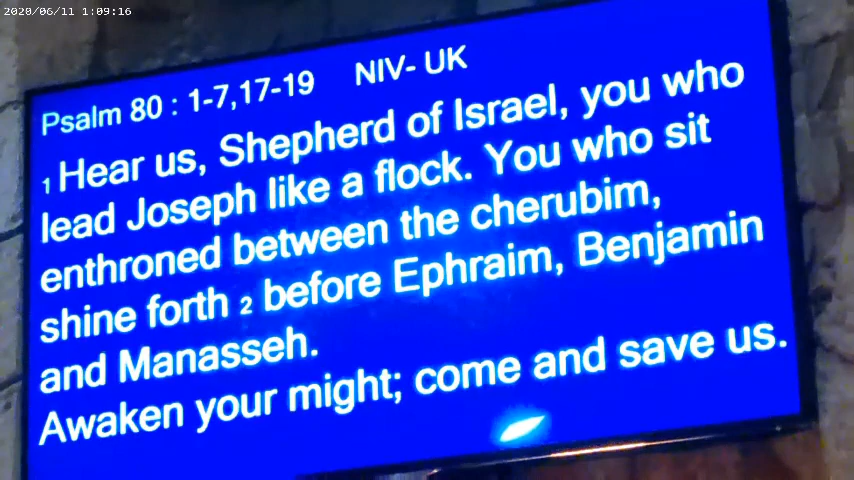 2020/06/11 1:09:16
Psalm 80 : 1-7,17-19 NIV- UK
1 Hear us, Shepherd of Israel, you who
lead Joseph like a flock. You who sit
enthroned between the cherubim,
shine forth 2 before Ephraim, Benjamin
and Manasseh.
Awaken your might; come and save us.